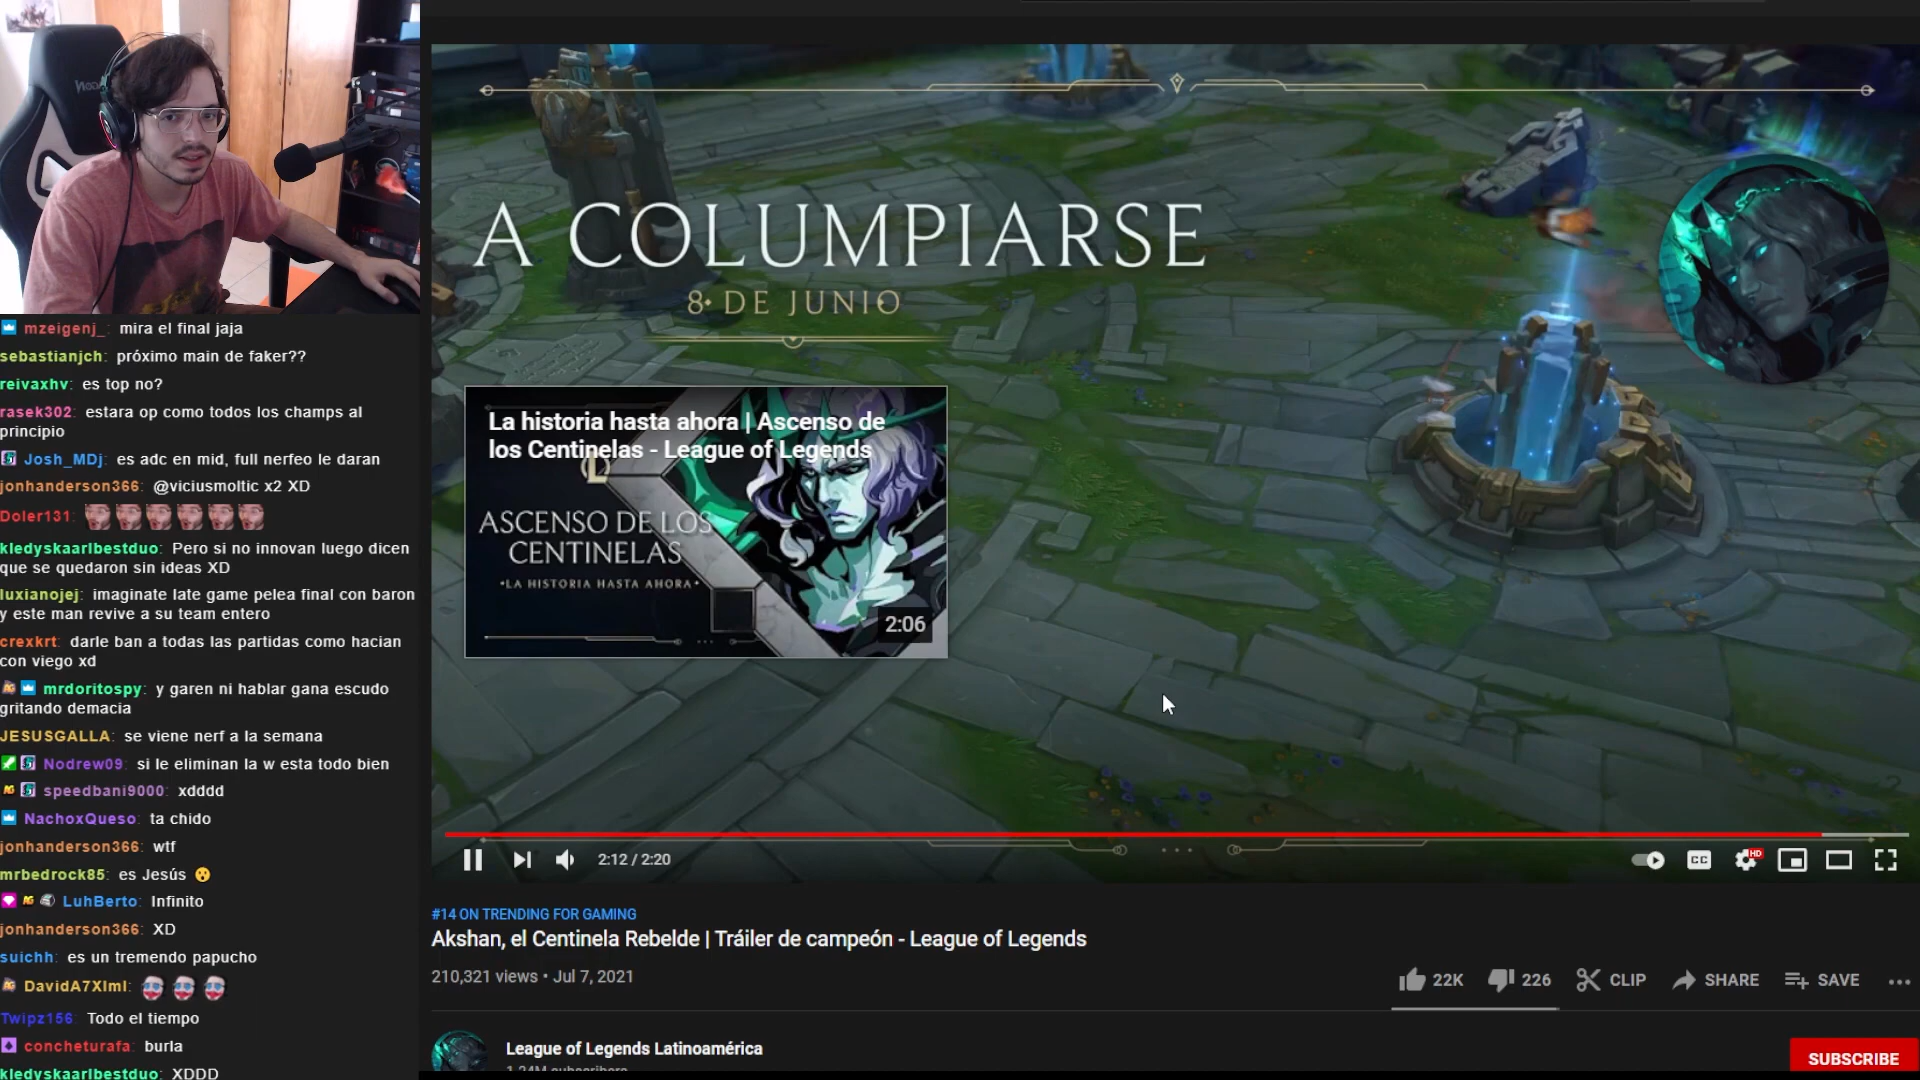 mzeigenj_: mira el final jaja
sebastianjch: próximo main de faker??
reivaxhv: es top no?
rasek302: estara op como todos los champs al
principio
Josh_MDj: es adc en mid, full nerfeo le daran
jonhanderson366: @viciusmoltic x2 XD
Doler131:
kledyskaarlbestduo: Pero si no innovan luego dicen
que se quedaron sin ideas XD
luxianojej: imaginate late game pelea final con baron
y este man revive a su team entero
crexkrt: darle ban a todas las partidas como hacian
con viego xd
mrdoritospy: y garen ni hablar gana escudo
gritando demacia
JESUSGALLA: se viene nerf a la semana
Nodrew09: si le eliminan la w esta todo bien
speedbani9000: xdddd
NachoxQueso: ta chido
jonhanderson366: wtf
mrbedrock85: es Jesús 😮
LuhBerto: Infinito
jonhanderson366: XD
suichh: es un tremendo papucho
DavidA7XlmI:
Twipz156: Todo el tiempo
concheturafa: burla
kledyskaarlbestduo: XDDD
A COLUMPIARSE
8 DE JUNIO
La historia hasta ahora | Ascenso de
los Centinelas - League of Legends
ASCENSO DE LOS
CENTINELAS
•LA HISTORIA HASTA AHORA•
2:06
2:12 / 2:20
CC
HD
#14 ON TRENDING FOR GAMING
Akshan, el Centinela Rebelde | Tráiler de campeón - League of Legends
210,321 views • Jul 7, 2021
22K
226
CLIP
SHARE
SAVE
League of Legends Latinoamérica
1.24M subscribers
SUBSCRIBE